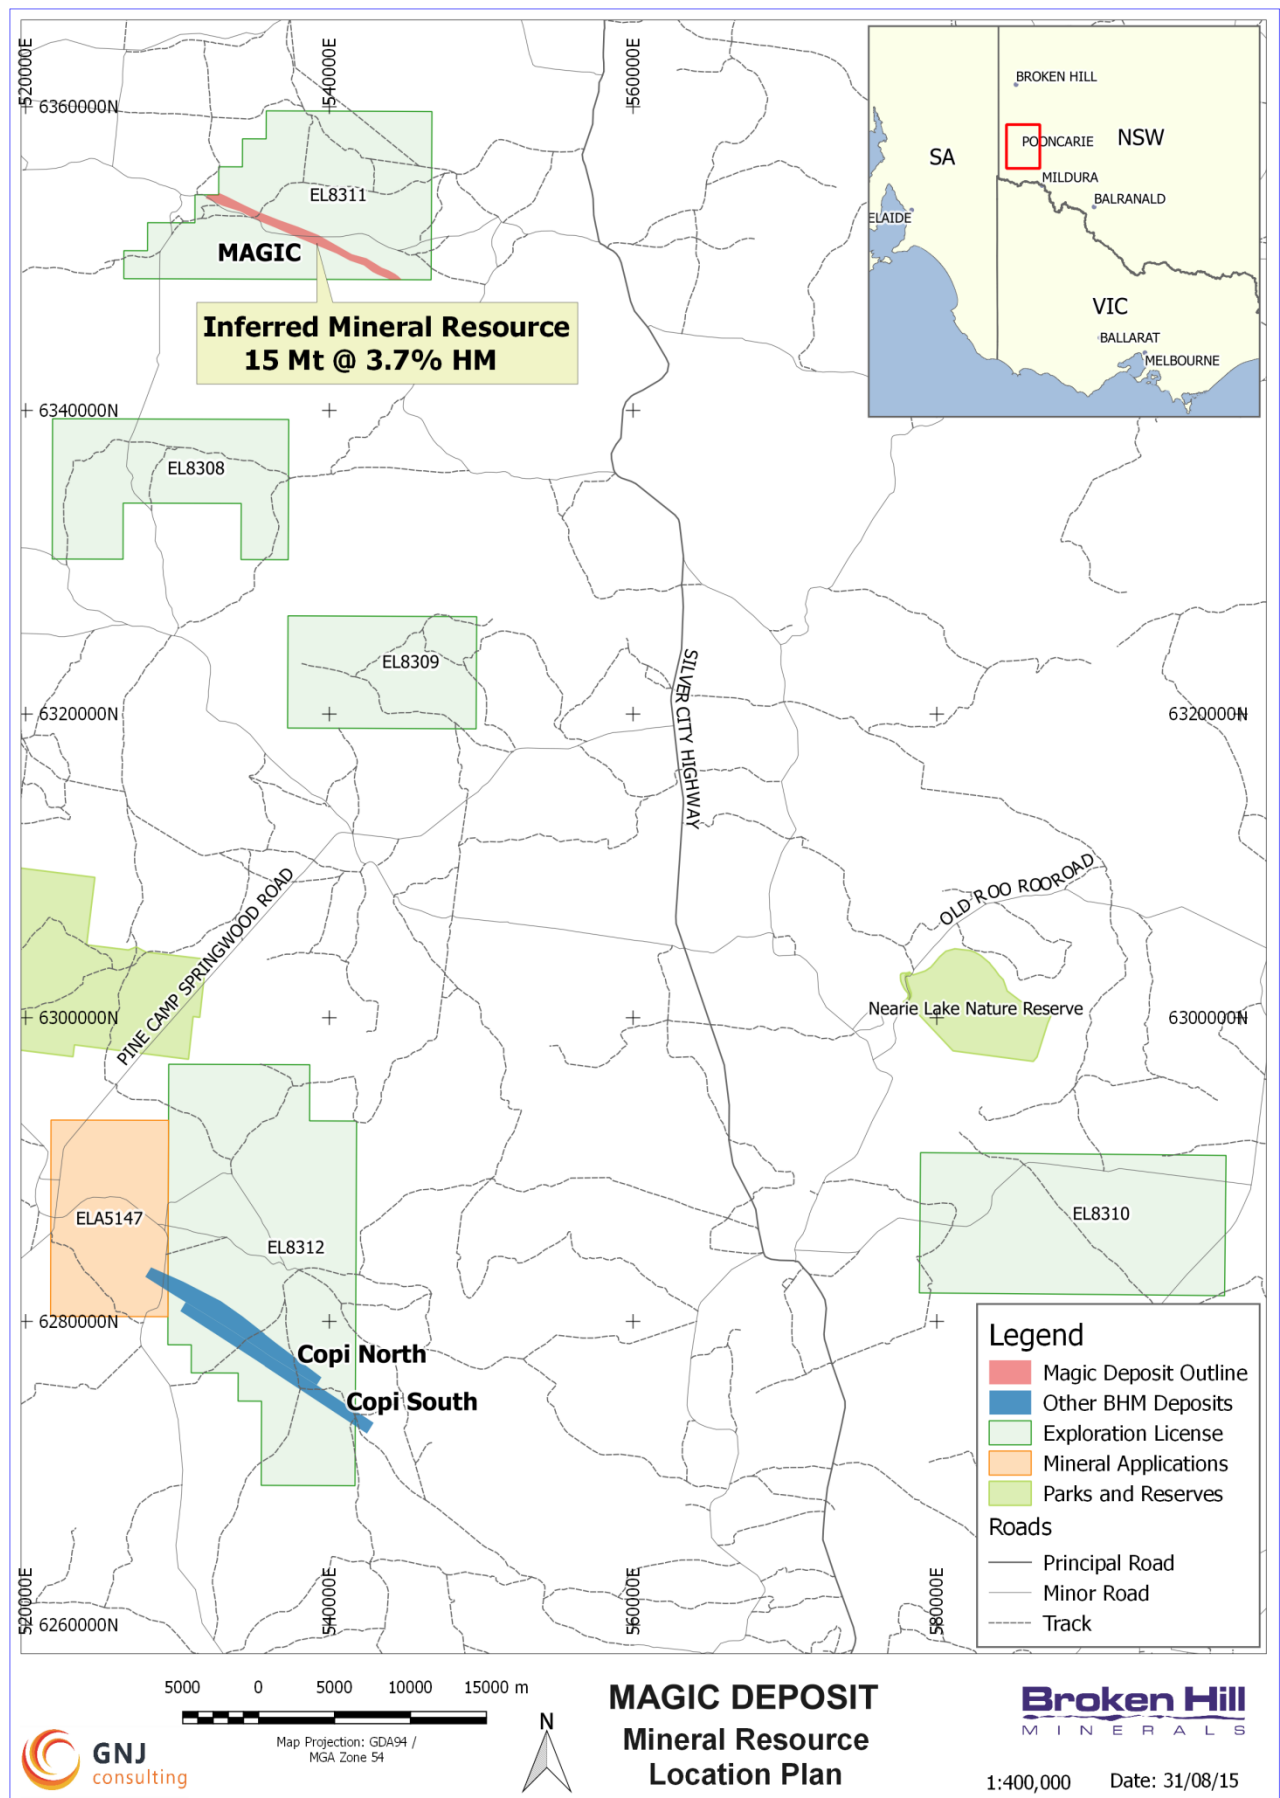 520000E
540000E
560000E
6360000N
BROKEN HILL
POONCARIE
NSW
SA
MILDURA
BALRANALD
ELAIDE
VIC
BALLARAT
MELBOURNE
EL8311
MAGIC
Inferred Mineral Resource
15 Mt @ 3.7% HM
6340000N
EL8308
EL8309
SILVER CITY HIGHWAY
6320000N
6320000N
PINE CAMP SPRINGWOOD ROAD
OLD ROO ROOROAD
Nearie Lake Nature Reserve
6300000N
6300000N
ELA5147
EL8312
EL8310
6280000N
Copi North
Copi South
Legend
Magic Deposit Outline
Other BHM Deposits
Exploration License
Mineral Applications
Parks and Reserves
Roads
Principal Road
Minor Road
Track
520000E
540000E
560000E
580000E
6260000N
5000 0 5000 10000 15000 m
Map Projection: GDA94 /
MGA Zone 54
N
MAGIC DEPOSIT
Mineral Resource
Location Plan
GNJ
consulting
Broken Hill
MINERALS
1:400,000 Date: 31/08/15